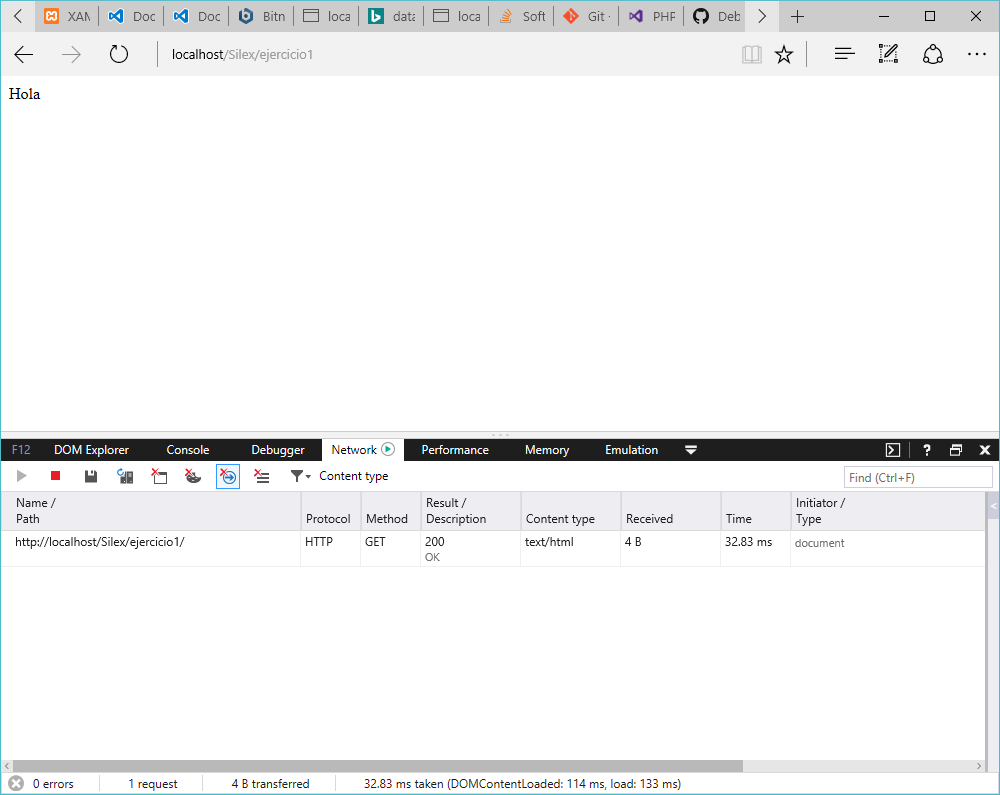 XAM Doc Doc Bitn loca data loca Soft Git - PHP Deb
localhost/Silex/ejercicio1
Hola
F12 DOM Explorer Console Debugger Network Performance Memory Emulation ?
Content type Find (Ctrl+F)
Name / Path Protocol Method Result / Description Content type Received Time Initiator / Type
http://localhost/Silex/ejercicio1/ HTTP GET 200 text/html 4 B 32.83 ms document
OK
0 errors 1 request 4 B transferred 32.83 ms taken (DOMContentLoaded: 114 ms, load: 133 ms)